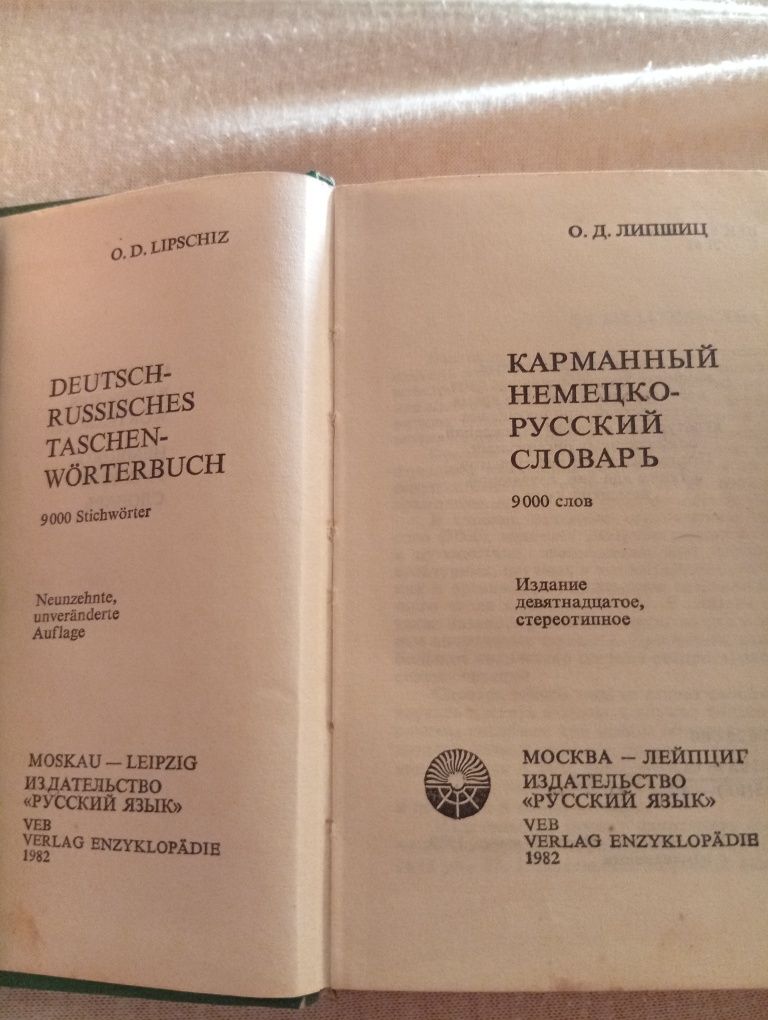 O. D. LIPSCHIZ
DEUTSCH-
RUSSISCHES
TASCHEN-
WÖRTERBUCH
9000 Stichwörter
Neunzehnte,
unveränderte
Auflage
MOSKAU — LEIPZIG
ИЗДАТЕЛЬСТВО
«РУССКИЙ ЯЗЫК»
VEB
VERLAG ENZYKLOPÄDIE
1982
О. Д. ЛИПШИЦ
КАРМАННЫЙ
НЕМЕЦКО-
РУССКИЙ
СЛОВАРЬ
9000 слов
Издание
девятнадцатое,
стереотипное
МОСКВА — ЛЕЙПЦИГ
ИЗДАТЕЛЬСТВО
«РУССКИЙ ЯЗЫК»
VEB
VERLAG ENZYKLOPÄDIE
1982